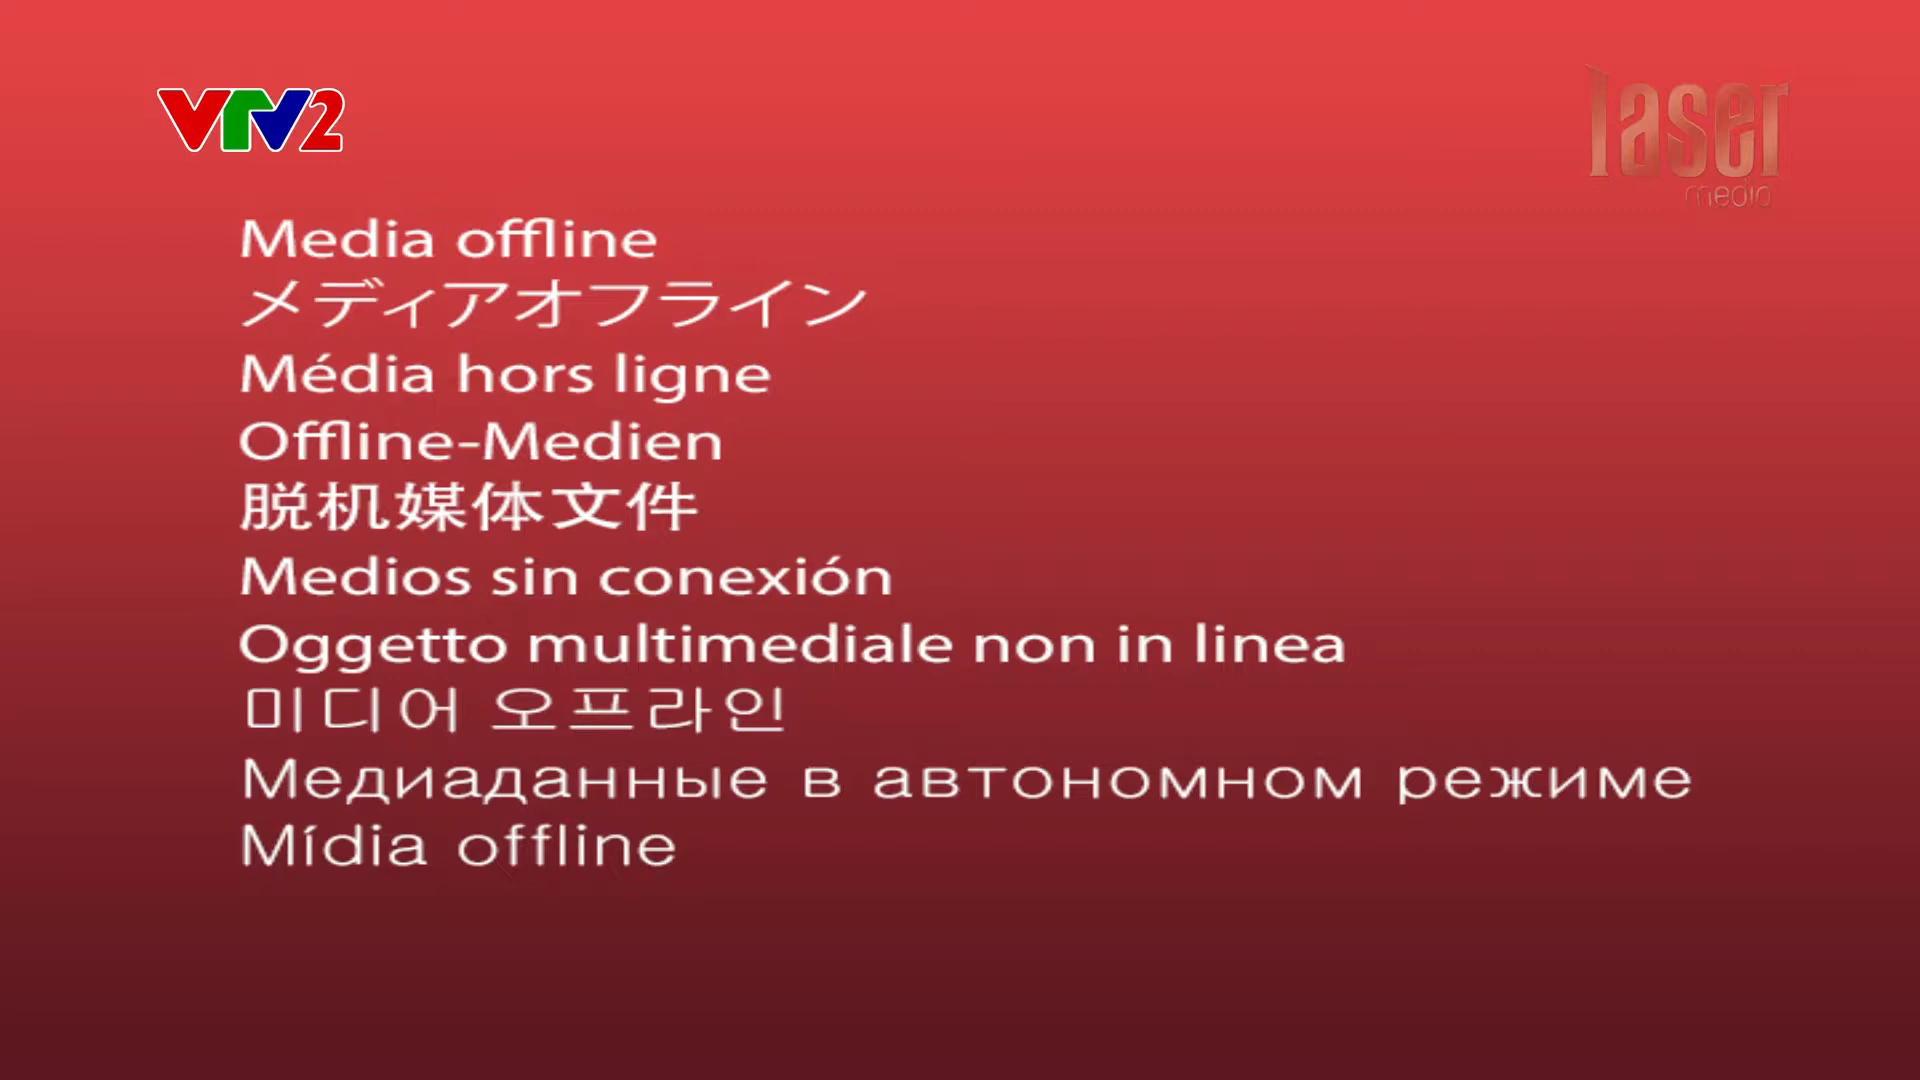 VTV2
laser
media
Media offline
メディアオフライン
Média hors ligne
Offline-Medien
脱机媒体文件
Medios sin conexión
Oggetto multimediale non in linea
미디어 오프라인
Медиаданные в автономном режиме
Mídia offline